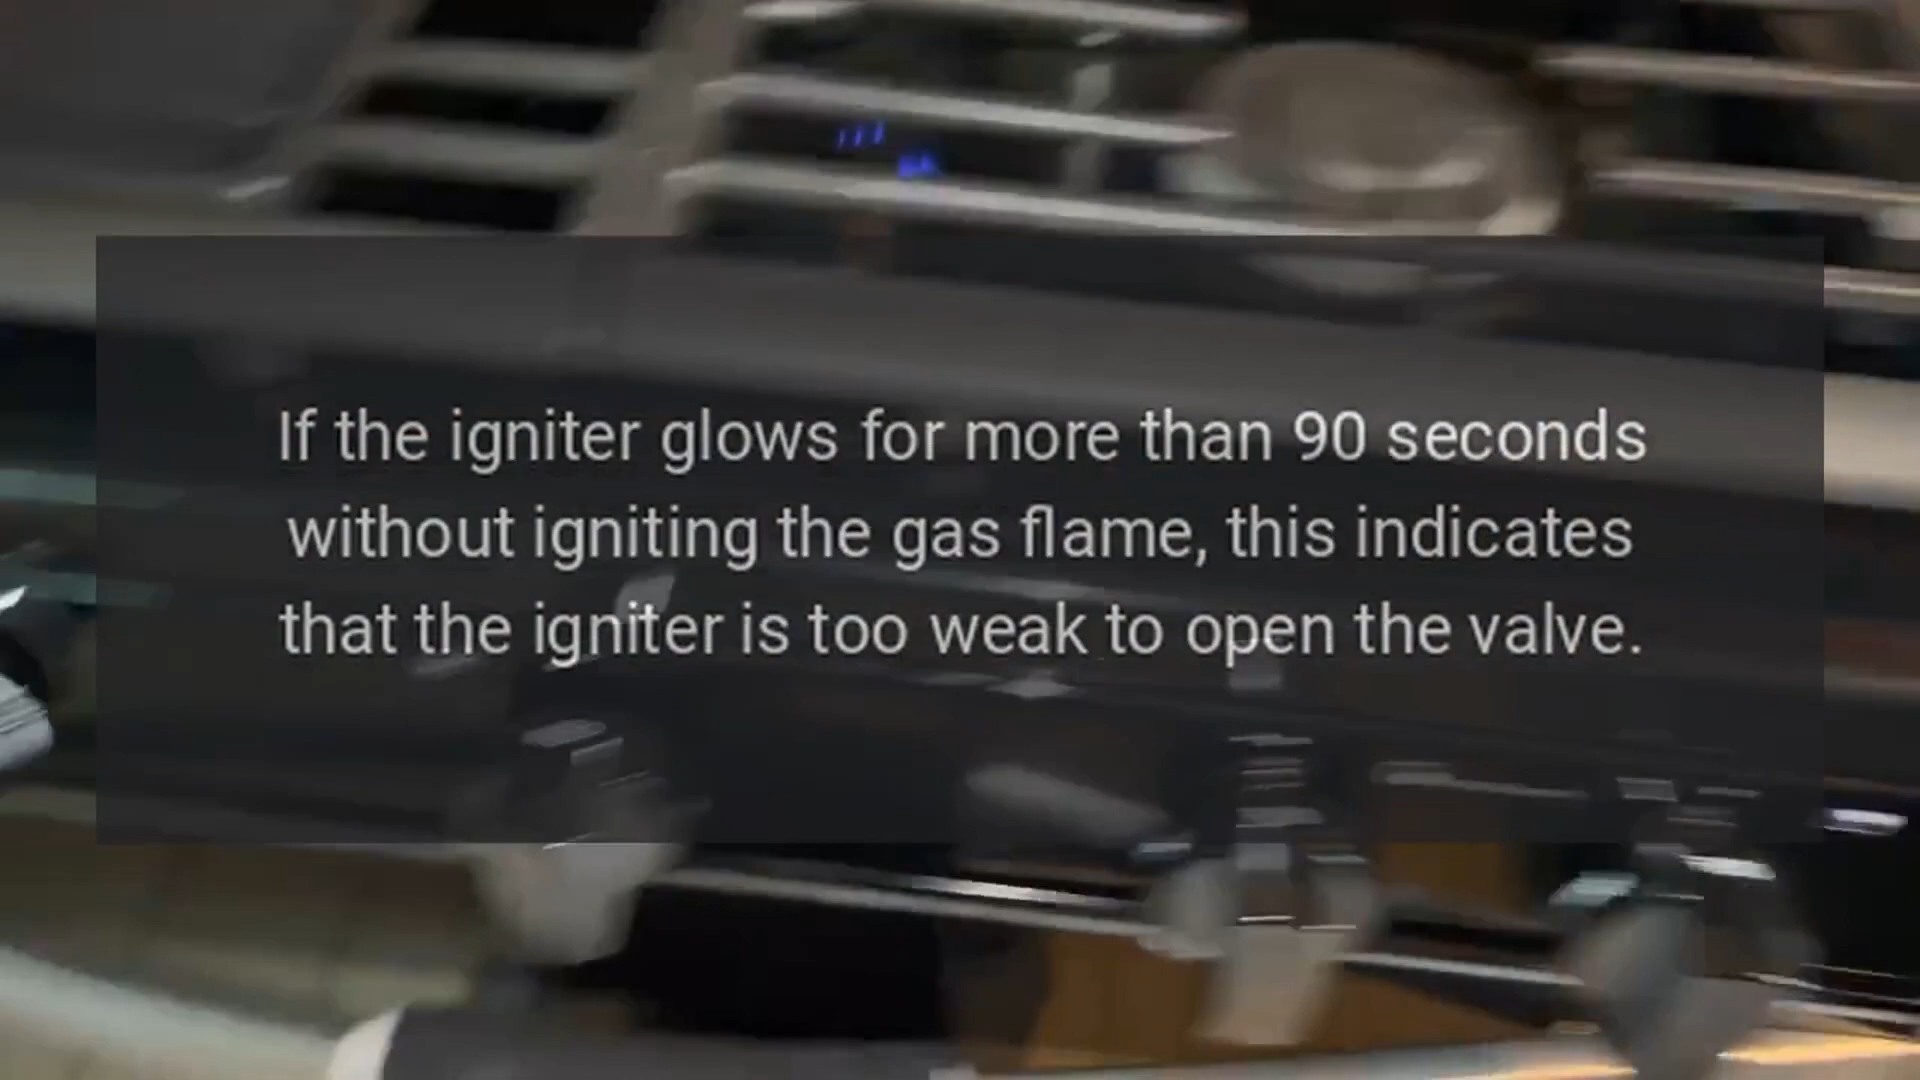 If the igniter glows for more than 90 seconds
without igniting the gas flame, this indicates
that the igniter is too weak to open the valve.